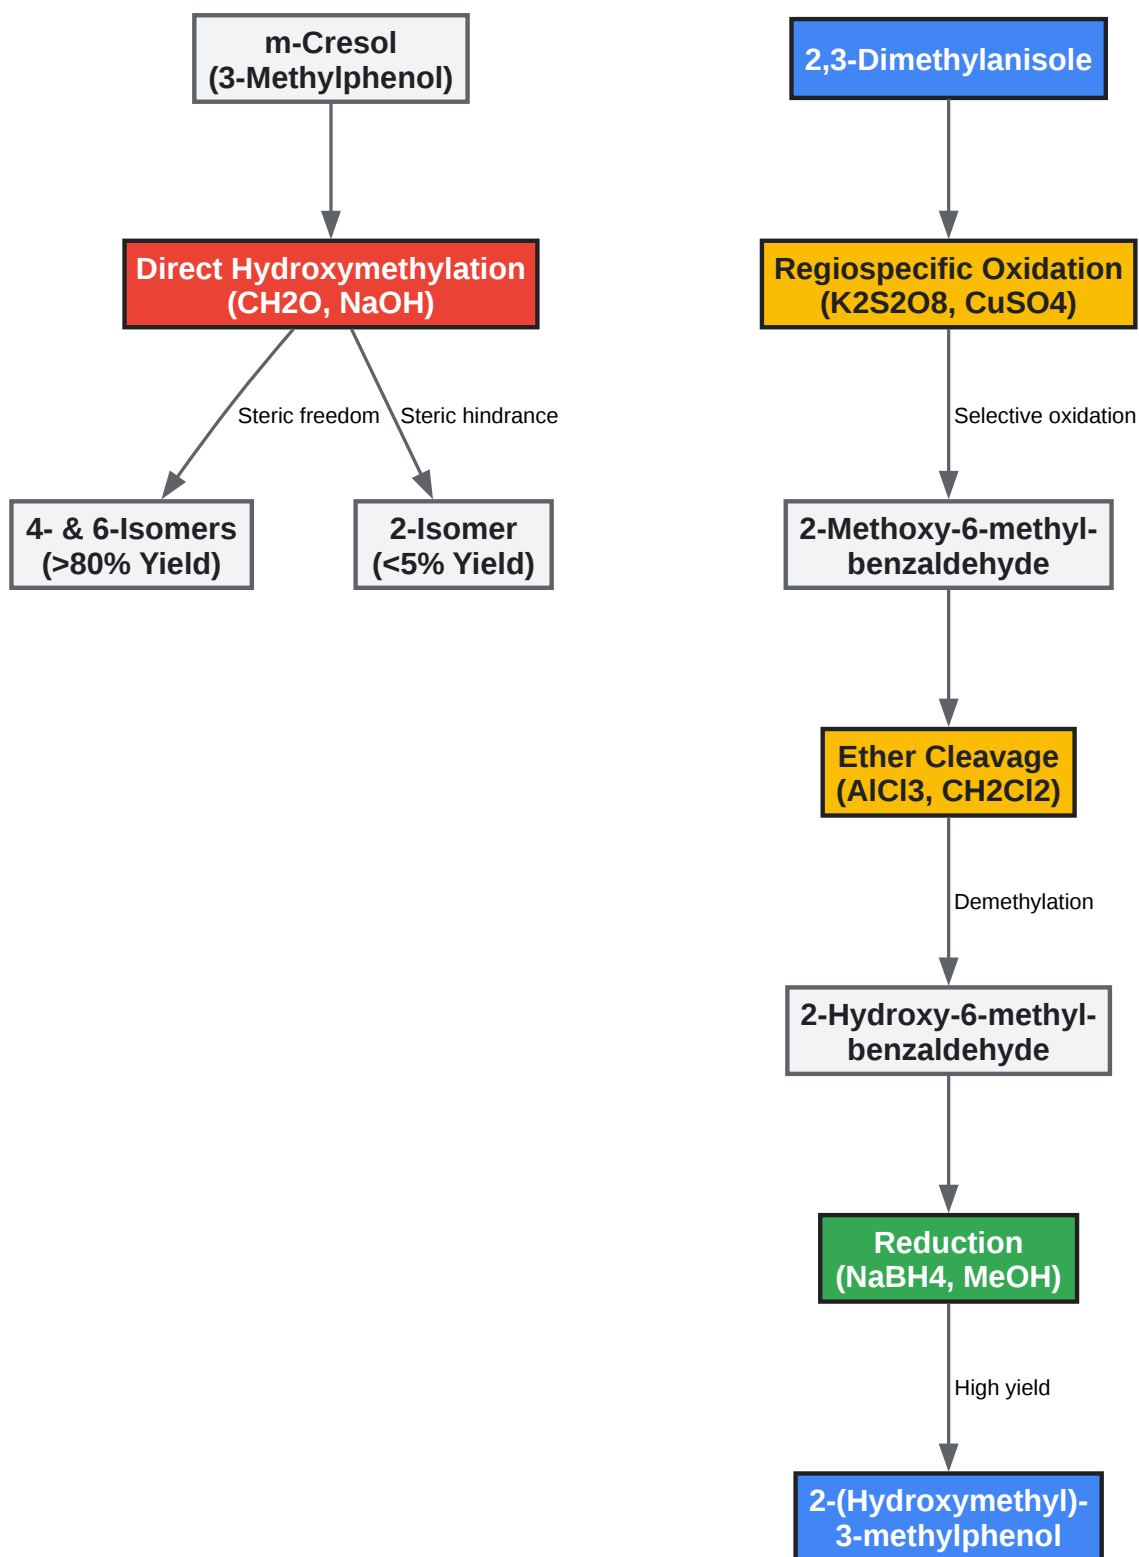 m-Cresol
(3-Methylphenol)
Direct Hydroxymethylation
(CH2O, NaOH)
Steric freedom
Steric hindrance
4- & 6-Isomers
(>80% Yield)
2-Isomer
(<5% Yield)
2,3-Dimethylanisole
Regiospecific Oxidation
(K2S2O8, CuSO4)
Selective oxidation
2-Methoxy-6-methyl-
benzaldehyde
Ether Cleavage
(AlCl3, CH2Cl2)
Demethylation
2-Hydroxy-6-methyl-
benzaldehyde
Reduction
(NaBH4, MeOH)
High yield
2-(Hydroxymethyl)-
3-methylphenol